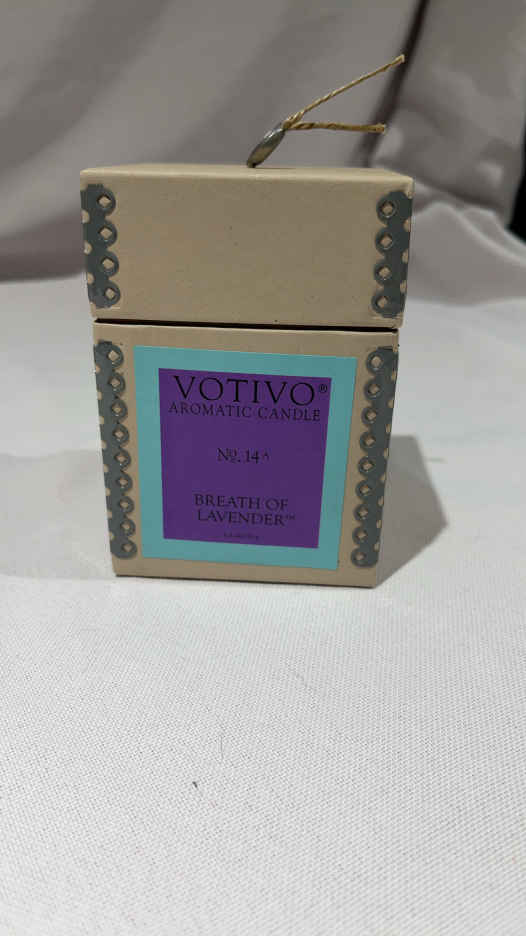 VOTIVO®
AROMATIC CANDLE
No. 14 A
BREATH OF
LAVENDER™